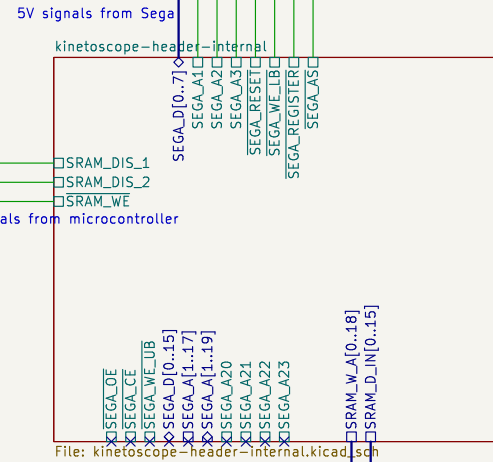 5V signals from Sega
kinetoscope-header-internal
SEGA_D[0..7]
SEGA_A1
SEGA_A2
SEGA_A3
SEGA_RESET
SEGA_WE_LB
SEGA_REGISTER
SEGA_AS
SRAM_DIS_1
SRAM_DIS_2
SRAM_WE
als from microcontroller
SEGA_OE
SEGA_CE
SEGA_WE_UB
SEGA_D[0..15]
SEGA_A[1..17]
SEGA_A[1..19]
SEGA_A20
SEGA_A21
SEGA_A22
SEGA_A23
SRAM_W_A[0..18]
SRAM_D_IN[0..15]
File: kinetoscope-header-internal.kicad_sch